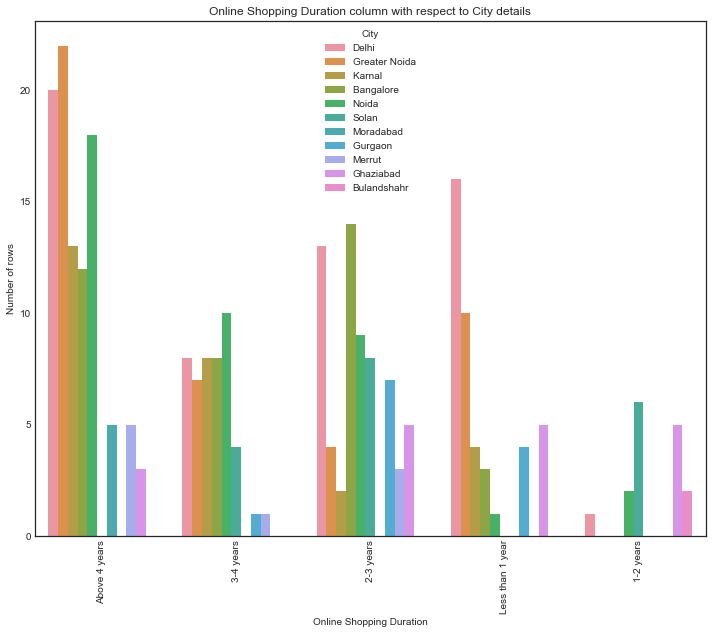 Online Shopping Duration column with respect to City details
City
Delhi
Greater Noida
Karnal
Bangalore
Noida
Solan
Moradabad
Gurgaon
Merrut
Ghaziabad
Bulandshahr
Number of rows
20
15
10
5
0
Above 4 years
3-4 years
2-3 years
Less than 1 year
1-2 years
Online Shopping Duration